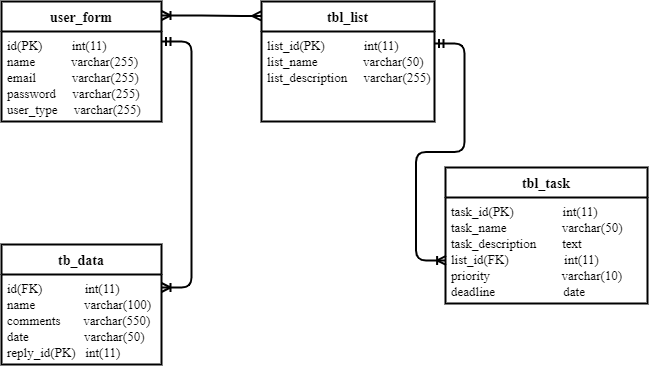 user_form
id(PK) int(11)
name varchar(255)
email varchar(255)
password varchar(255)
user_type varchar(255)
tbl_list
list_id(PK) int(11)
list_name varchar(50)
list_description varchar(255)
tbl_task
task_id(PK) int(11)
task_name varchar(50)
task_description text
list_id(FK) int(11)
priority varchar(10)
deadline date
tb_data
id(FK) int(11)
name varchar(100)
comments varchar(550)
date varchar(50)
reply_id(PK) int(11)